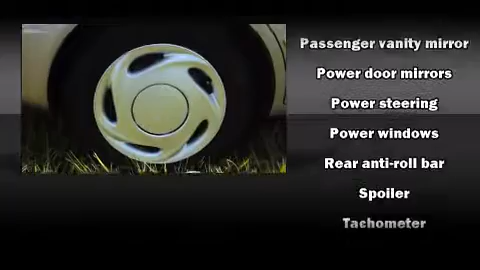 Passenger vanity mirror
Power door mirrors
Power steering
Power windows
Rear anti-roll bar
Spoiler
Tachometer